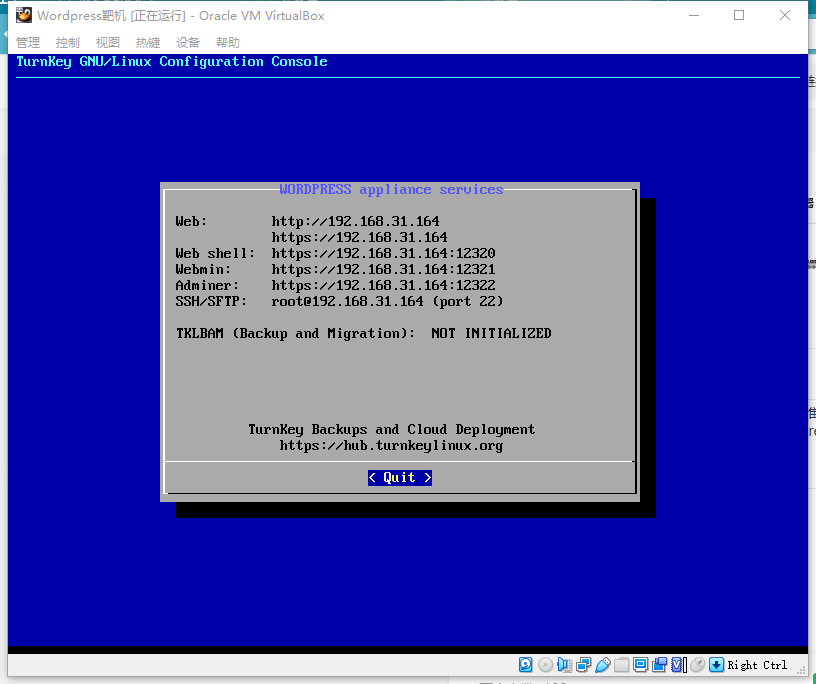 Wordpress靶机 [正在运行] - Oracle VM VirtualBox
管理 控制 视图 热键 设备 帮助
TurnKey GNU/Linux Configuration Console
WORDPRESS appliance services
Web: http://192.168.31.164
https://192.168.31.164
Web shell: https://192.168.31.164:12320
Webmin: https://192.168.31.164:12321
Adminer: https://192.168.31.164:12322
SSH/SFTP: root@192.168.31.164 (port 22)
TKLBAM (Backup and Migration): NOT INITIALIZED
TurnKey Backups and Cloud Deployment
https://hub.turnkeylinux.org
< Quit >
Right Ctrl